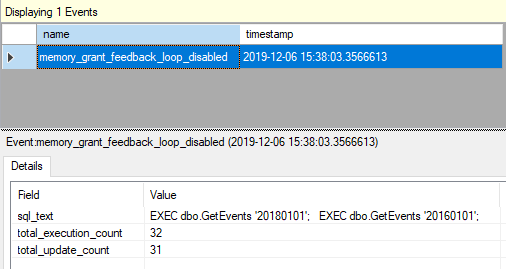 Displaying 1 Events
name timestamp
memory_grant_feedback_loop_disabled 2019-12-06 15:38:03.3566613
Event:memory_grant_feedback_loop_disabled (2019-12-06 15:38:03.3566613)
Details
Field Value
sql_text EXEC dbo.GetEvents '20180101'; EXEC dbo.GetEvents '20160101';
total_execution_count 32
total_update_count 31